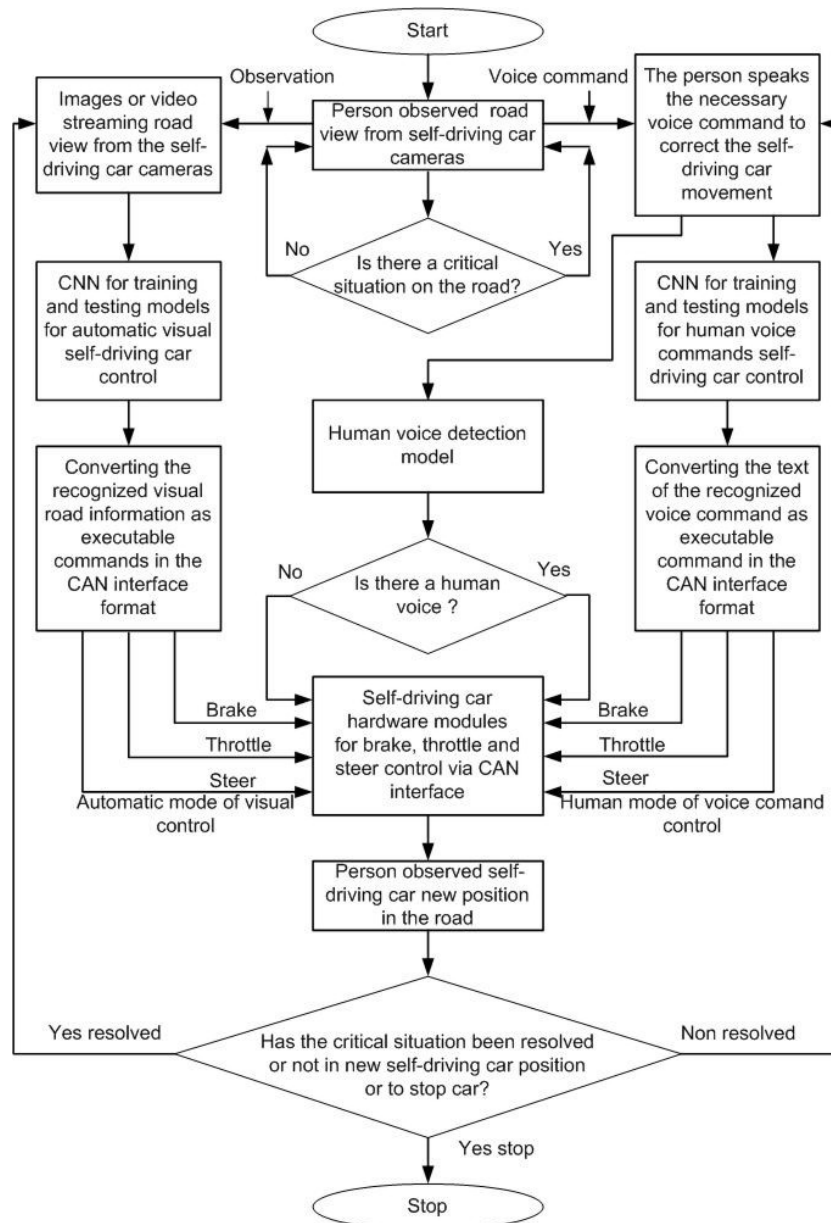 Start
Observation
Voice command
Images or video
streaming road
view from the self-
driving car cameras
Person observed road
view from self-driving car
cameras
The person speaks
the necessary
voice command to
correct the self-
driving car
movement
No
Yes
Is there a critical
situation on the road?
CNN for training
and testing models
for automatic visual
self-driving car
control
CNN for training
and testing models
for human voice
commands self-
driving car control
Human voice detection
model
Converting the
recognized visual
road information as
executable
commands in the
CAN interface
format
Converting the text
of the recognized
voice command as
executable
command in the
CAN interface
format
No
Yes
Is there a human
voice ?
Self-driving car
hardware modules
for brake, throttle and
steer control via CAN
interface
Brake
Throttle
Steer
Automatic mode of visual
control
Brake
Throttle
Steer
Human mode of voice comand
control
Person observed self-
driving car new position
in the road
Yes resolved
Non resolved
Has the critical situation been resolved
or not in new self-driving car position
or to stop car?
Yes stop
Stop